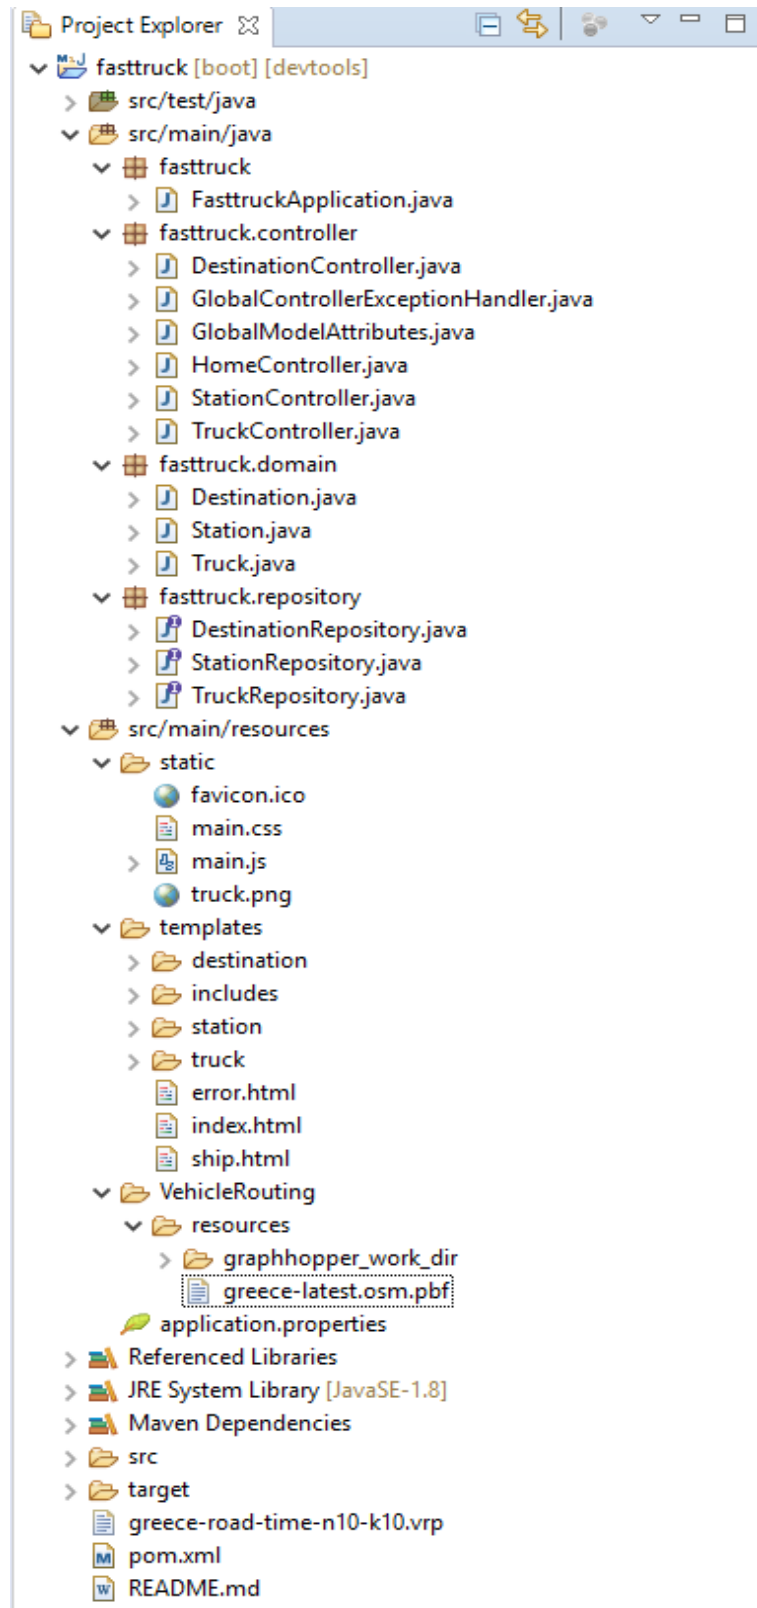 Project Explorer
fasttruck [boot] [devtools]
src/test/java
src/main/java
fasttruck
FasttruckApplication.java
fasttruck.controller
DestinationController.java
GlobalControllerExceptionHandler.java
GlobalModelAttributes.java
HomeController.java
StationController.java
TruckController.java
fasttruck.domain
Destination.java
Station.java
Truck.java
fasttruck.repository
DestinationRepository.java
StationRepository.java
TruckRepository.java
src/main/resources
static
favicon.ico
main.css
main.js
truck.png
templates
destination
includes
station
truck
error.html
index.html
ship.html
VehicleRouting
resources
graphhopper_work_dir
greece-latest.osm.pbf
application.properties
Referenced Libraries
JRE System Library [JavaSE-1.8]
Maven Dependencies
src
target
greece-road-time-n10-k10.vrp
pom.xml
README.md